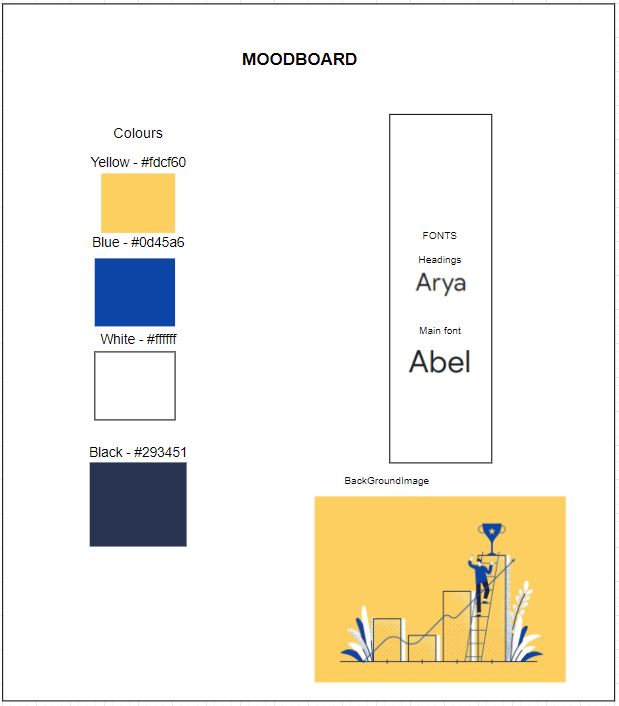 MOODBOARD
Colours
Yellow - #fdcf60
Blue - #0d45a6
White - #ffffff
Black - #293451
FONTS
Headings
Arya
Main font
Abel
BackGroundImage